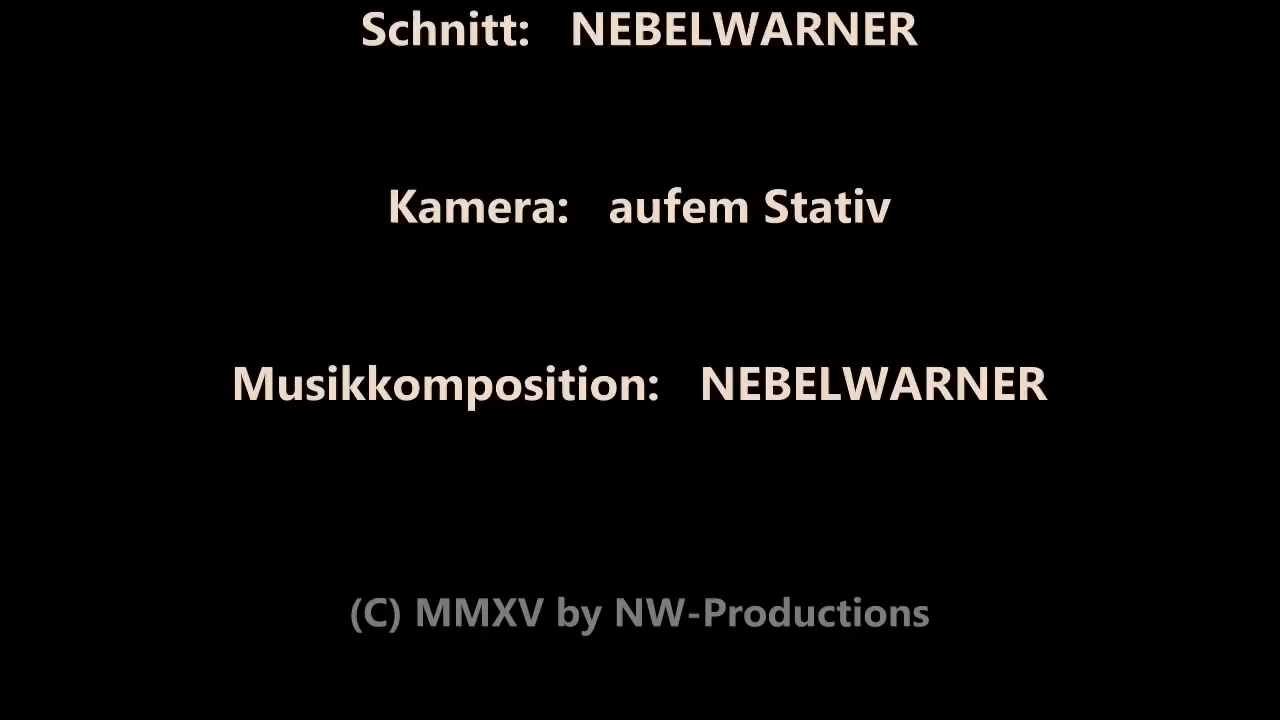 Schnitt: NEBELWARNER
Kamera: aufem Stativ
Musikkomposition: NEBELWARNER
(C) MMXV by NW-Productions